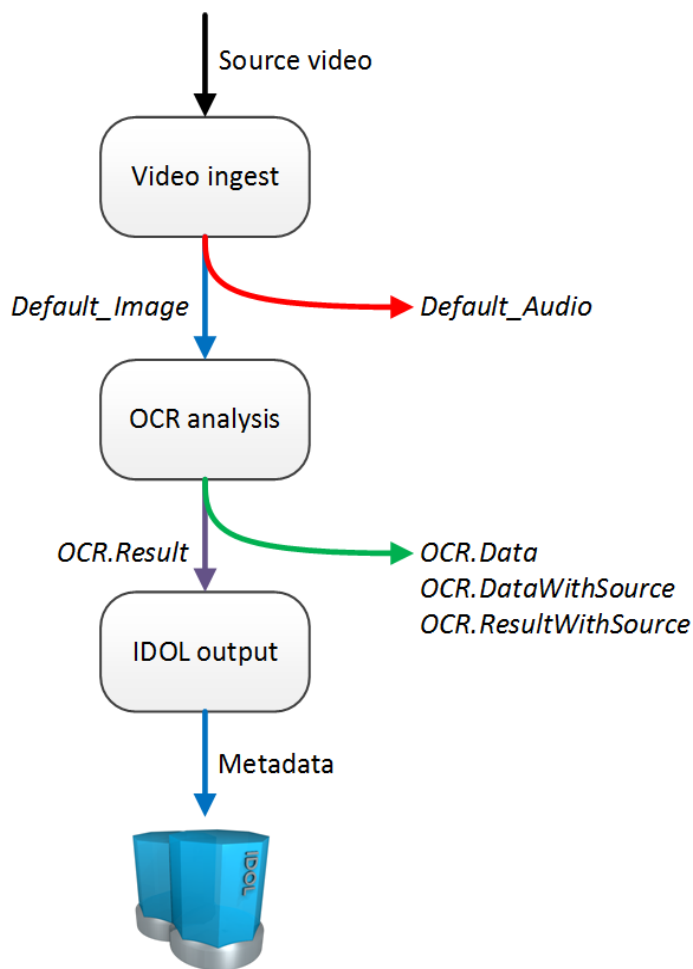 Source video
Video ingest
Default_Image
Default_Audio
OCR analysis
OCR.Result
OCR.Data
OCR.DataWithSource
OCR.ResultWithSource
IDOL output
Metadata
IDOL